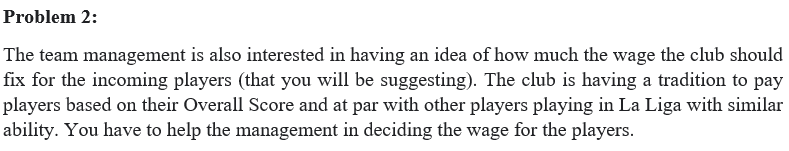 Problem 2:
The team management is also interested in having an idea of how much the wage the club should
fix for the incoming players (that you will be suggesting). The club is having a tradition to pay
players based on their Overall Score and at par with other players playing in La Liga with similar
ability. You have to help the management in deciding the wage for the players.